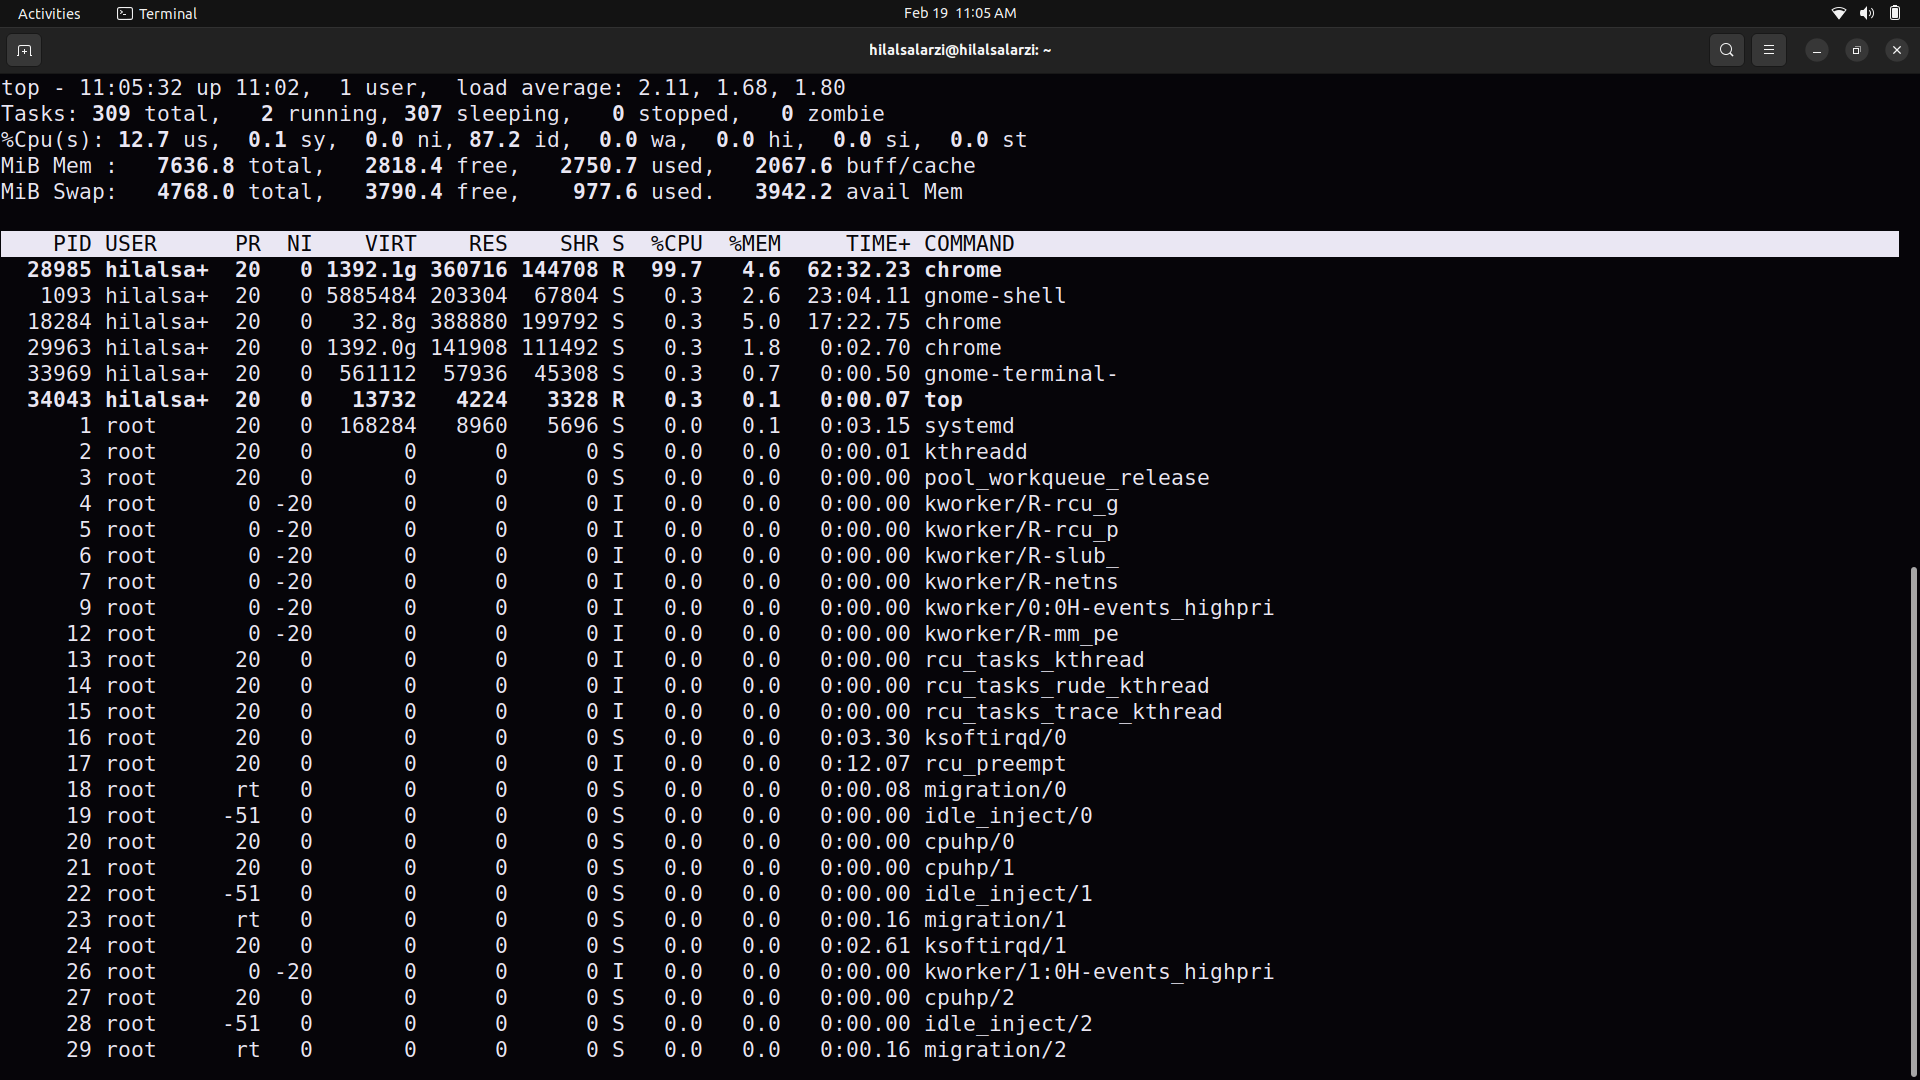 Activities Terminal Feb 19 11:05 AM
hilalsalarzi@hilalsalarzi: ~
top - 11:05:32 up 11:02,  1 user,  load average: 2.11, 1.68, 1.80
Tasks: 309 total,   2 running, 307 sleeping,   0 stopped,   0 zombie
%Cpu(s): 12.7 us,  0.1 sy,  0.0 ni, 87.2 id,  0.0 wa,  0.0 hi,  0.0 si,  0.0 st
MiB Mem :   7636.8 total,   2818.4 free,   2750.7 used,   2067.6 buff/cache
MiB Swap:   4768.0 total,   3790.4 free,    977.6 used.   3942.2 avail Mem
PID USER      PR  NI    VIRT    RES    SHR S  %CPU  %MEM     TIME+ COMMAND
28985 hilalsa+  20   0 1392.1g 360716 144708 R  99.7   4.6  62:32.23 chrome
1093 hilalsa+  20   0 5885484 203304  67804 S   0.3   2.6  23:04.11 gnome-shell
18284 hilalsa+  20   0   32.8g 388880 199792 S   0.3   5.0  17:22.75 chrome
29963 hilalsa+  20   0 1392.0g 141908 111492 S   0.3   1.8   0:02.70 chrome
33969 hilalsa+  20   0  561112  57936  45308 S   0.3   0.7   0:00.50 gnome-terminal-
34043 hilalsa+  20   0   13732   4224   3328 R   0.3   0.1   0:00.07 top
1 root      20   0  168284   8960   5696 S   0.0   0.1   0:03.15 systemd
2 root      20   0       0      0      0 S   0.0   0.0   0:00.01 kthreadd
3 root      20   0       0      0      0 S   0.0   0.0   0:00.00 pool_workqueue_release
4 root       0 -20       0      0      0 I   0.0   0.0   0:00.00 kworker/R-rcu_g
5 root       0 -20       0      0      0 I   0.0   0.0   0:00.00 kworker/R-rcu_p
6 root       0 -20       0      0      0 I   0.0   0.0   0:00.00 kworker/R-slub_
7 root       0 -20       0      0      0 I   0.0   0.0   0:00.00 kworker/R-netns
9 root       0 -20       0      0      0 I   0.0   0.0   0:00.00 kworker/0:0H-events_highpri
12 root       0 -20       0      0      0 I   0.0   0.0   0:00.00 kworker/R-mm_pe
13 root      20   0       0      0      0 I   0.0   0.0   0:00.00 rcu_tasks_kthread
14 root      20   0       0      0      0 I   0.0   0.0   0:00.00 rcu_tasks_rude_kthread
15 root      20   0       0      0      0 I   0.0   0.0   0:00.00 rcu_tasks_trace_kthread
16 root      20   0       0      0      0 S   0.0   0.0   0:03.30 ksoftirqd/0
17 root      20   0       0      0      0 I   0.0   0.0   0:12.07 rcu_preempt
18 root      rt   0       0      0      0 S   0.0   0.0   0:00.08 migration/0
19 root     -51   0       0      0      0 S   0.0   0.0   0:00.00 idle_inject/0
20 root      20   0       0      0      0 S   0.0   0.0   0:00.00 cpuhp/0
21 root      20   0       0      0      0 S   0.0   0.0   0:00.00 cpuhp/1
22 root     -51   0       0      0      0 S   0.0   0.0   0:00.00 idle_inject/1
23 root      rt   0       0      0      0 S   0.0   0.0   0:00.16 migration/1
24 root      20   0       0      0      0 S   0.0   0.0   0:02.61 ksoftirqd/1
26 root       0 -20       0      0      0 I   0.0   0.0   0:00.00 kworker/1:0H-events_highpri
27 root      20   0       0      0      0 S   0.0   0.0   0:00.00 cpuhp/2
28 root     -51   0       0      0      0 S   0.0   0.0   0:00.00 idle_inject/2
29 root      rt   0       0      0      0 S   0.0   0.0   0:00.16 migration/2